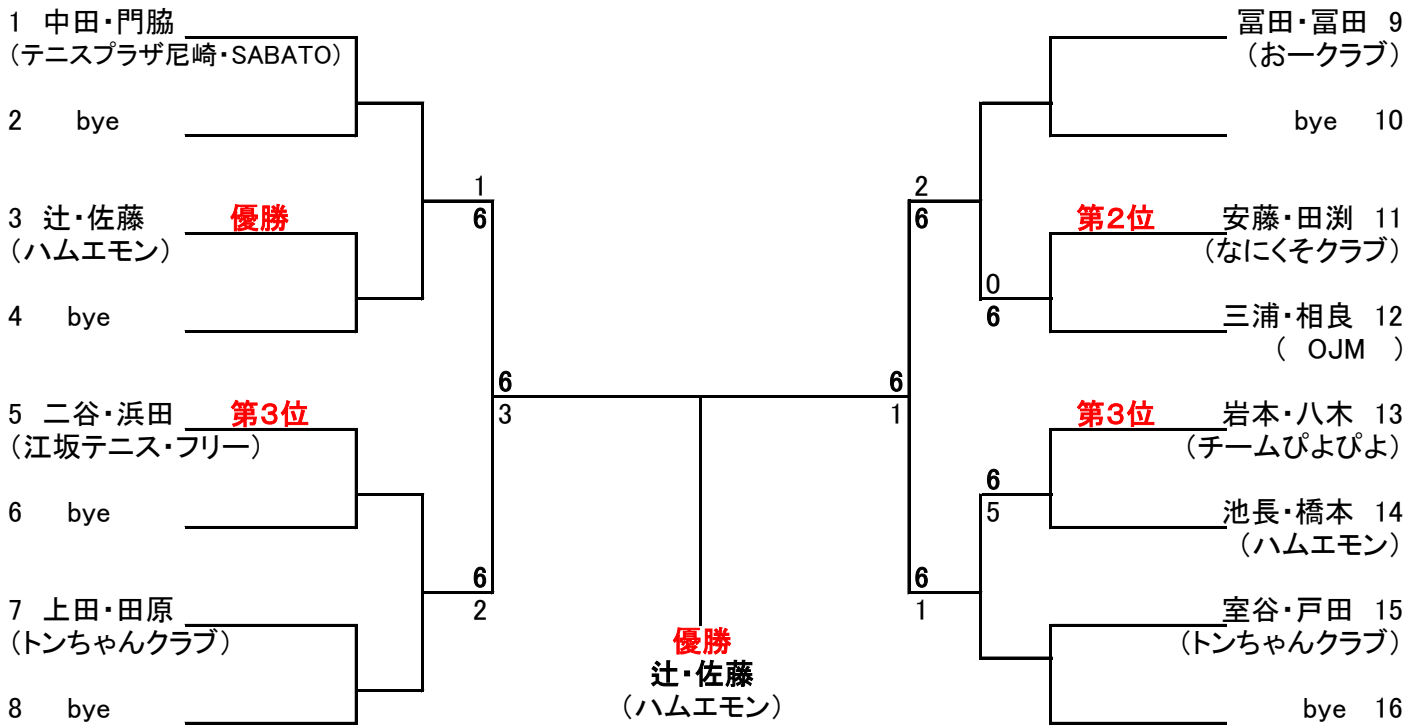 1 中田・門脇
(テニスプラザ尼崎・SABATO)
2 bye
1
6
3 辻・佐藤 優勝
(ハムエモン)
4 bye
6
3
5 二谷・浜田 第3位
(江坂テニス・フリー)
6 bye
6
2
7 上田・田原
(トンちゃんクラブ)
8 bye
優勝
辻・佐藤
(ハムエモン)
冨田・冨田 9
(おークラブ)
bye 10
2
6
第2位 安藤・田渕 11
(なにくそクラブ)
0
6
三浦・相良 12
( OJM )
6
1
第3位 岩本・八木 13
(チームぴよぴよ)
6
5
池長・橋本 14
(ハムエモン)
6
1
室谷・戸田 15
(トンちゃんクラブ)
bye 16